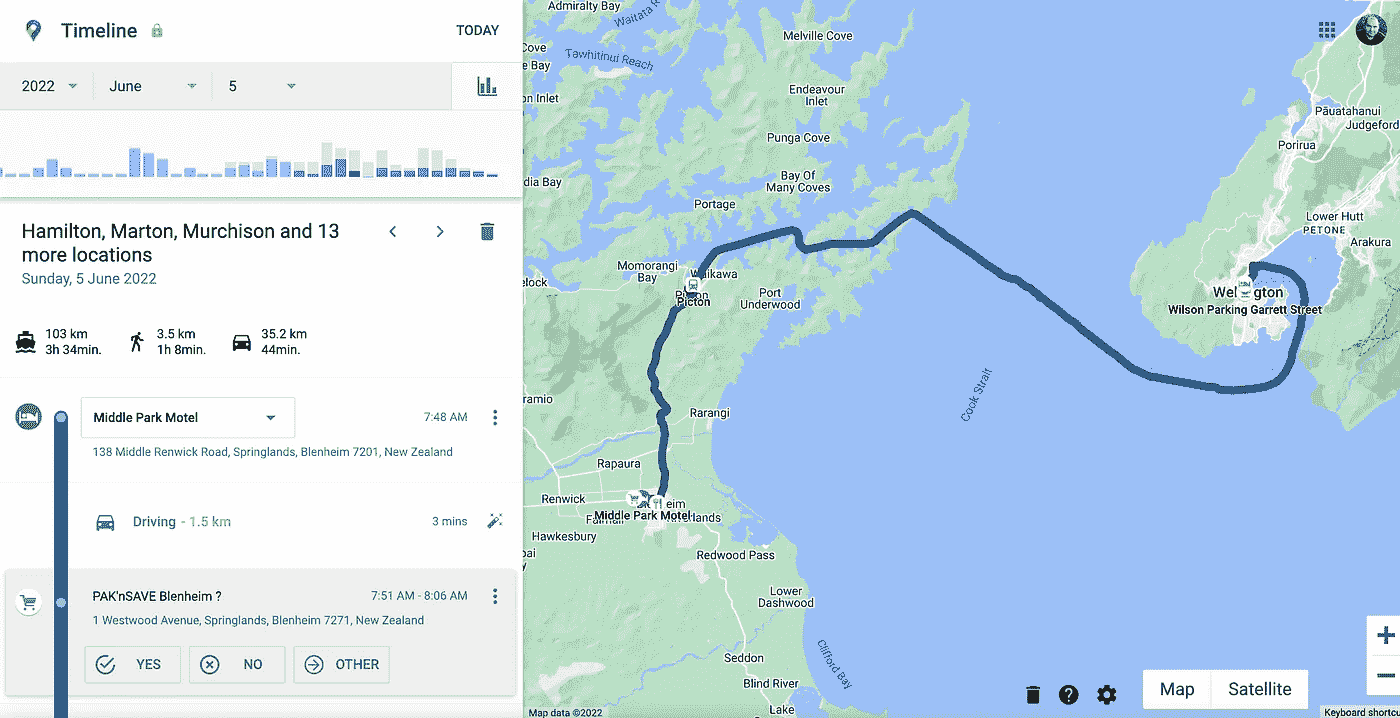 Timeline
TODAY
2022
June
5
Hamilton, Marton, Murchison and 13
more locations
Sunday, 5 June 2022
103 km
3h 34min.
3.5 km
1h 8min.
35.2 km
44min.
Middle Park Motel
7:48 AM
138 Middle Renwick Road, Springlands, Blenheim 7201, New Zealand
Driving - 1.5 km
3 mins
PAK'nSAVE Blenheim ?
7:51 AM - 8:06 AM
1 Westwood Avenue, Springlands, Blenheim 7271, New Zealand
YES
NO
OTHER
Admiralty Bay
Waitata R
Melville Cove
Cove
Tawhitinui Reach
e Bay
Endeavour
Inlet
on Inlet
Punga Cove
Pāuatahanui
Judgeford
Porirua
dia Bay
Bay Of
Many Coves
Portage
Lower Hutt
PETONE
Arakura
Momorangi
Bay
Waikawa
elock
Picton
Port
Underwood
Wilson Parking Garrett Street
Cook Strait
ramio
Rarangi
Rapaura
Renwick
eim
Middle Park Motel
lands
Hawkesbury
Redwood Pass
Lower
Dashwood
Clifford Bay
Seddon
Blind River
Lake
Map
Satellite
Map data ©2022
Keyboard shortcu